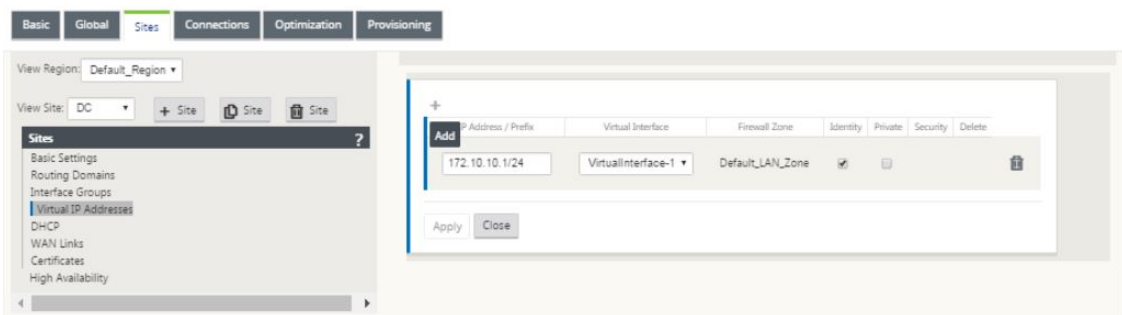 Basic Global Sites Connections Optimization Provisioning
View Region: Default_Region
View Site: DC + Site Site Site
Sites ?
Basic Settings
Routing Domains
Interface Groups
Virtual IP Addresses
DHCP
WAN Links
Certificates
High Availability
+
Add
P Address / Prefix Virtual Interface Firewall Zone Identity Private Security Delete
172.10.10.1/24 VirtualInterface-1 Default_LAN_Zone
Apply Close